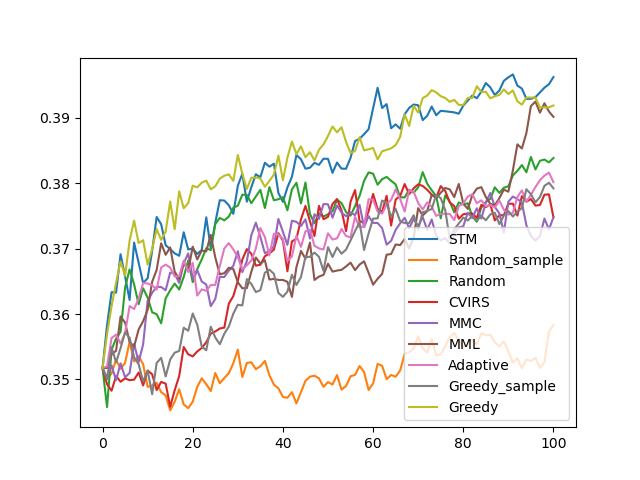 0.39
0.38
0.37
0.36
0.35
0
20
40
60
80
100
STM
Random_sample
Random
CVIRS
MMC
MML
Adaptive
Greedy_sample
Greedy